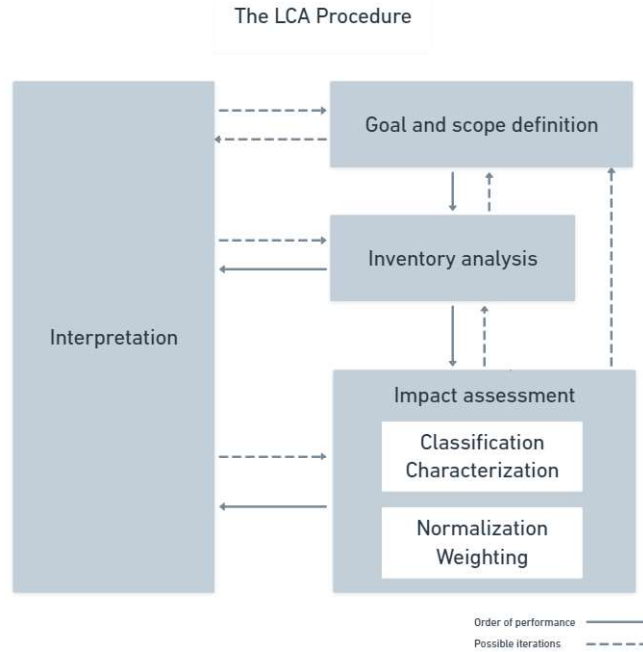 The LCA Procedure
Goal and scope definition
Inventory analysis
Interpretation
Impact assessment
Classification
Characterization
Normalization
Weighting
Order of performance
Possible iterations